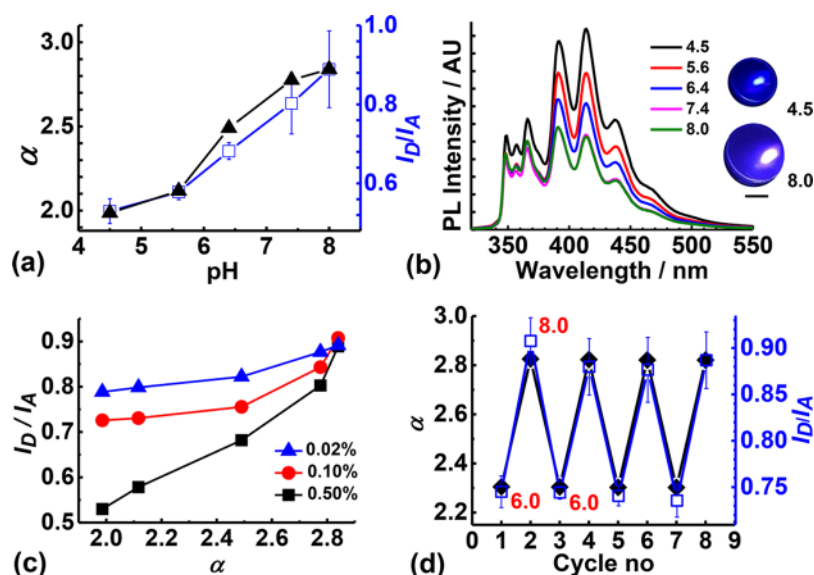 3.0
2.5
2.0
α
1.0
0.8
0.6
I_D/I_A
4 5 6 7 8
pH
(a)
PL Intensity / AU
4.5
5.6
6.4
7.4
8.0
4.5
8.0
350 400 450 500 550
Wavelength / nm
(b)
0.9
0.8
0.7
0.6
0.5
I_D / I_A
0.02%
0.10%
0.50%
2.0 2.2 2.4 2.6 2.8
α
(c)
3.0
2.8
2.6
2.4
2.2
α
8.0
6.0
6.0
0.90
0.85
0.80
0.75
I_D/I_A
0 1 2 3 4 5 6 7 8 9
Cycle no
(d)